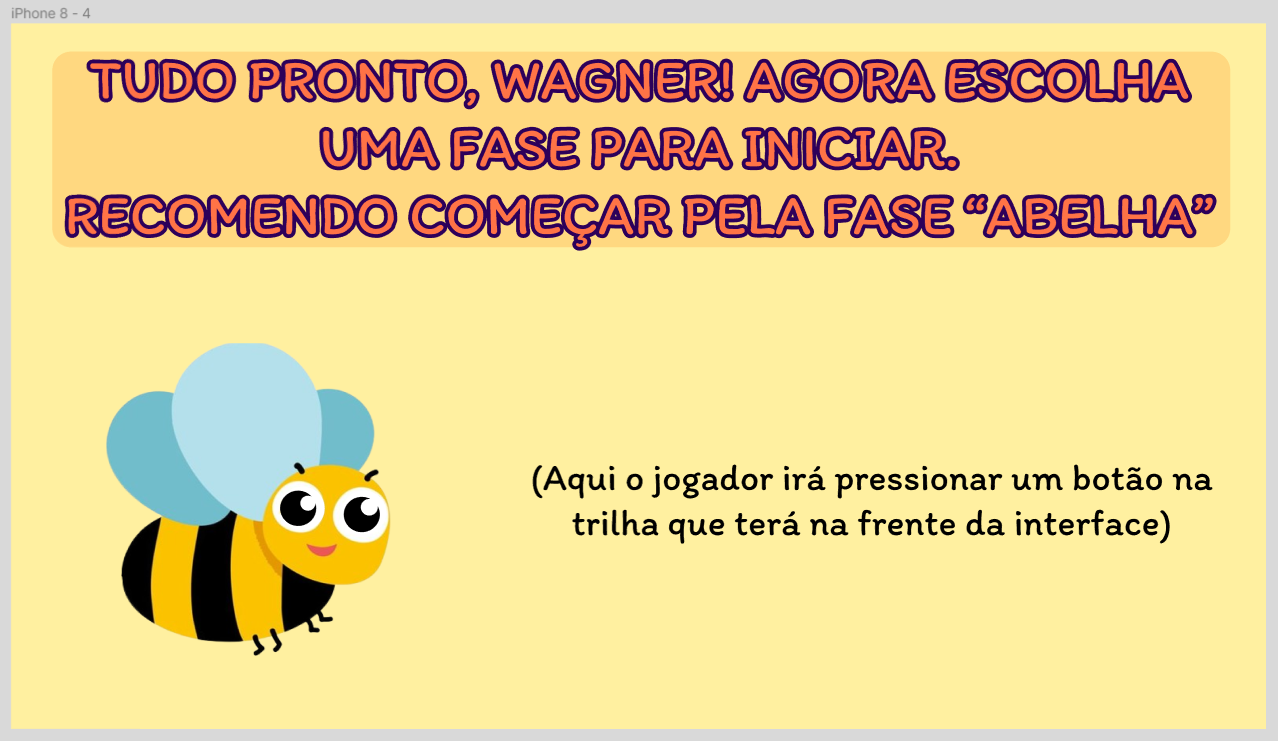 iPhone 8 - 4
TUDO PRONTO, WAGNER! AGORA ESCOLHA
UMA FASE PARA INICIAR.
RECOMENDO COMEÇAR PELA FASE “ABELHA”
(Aqui o jogador irá pressionar um botão na
trilha que terá na frente da interface)